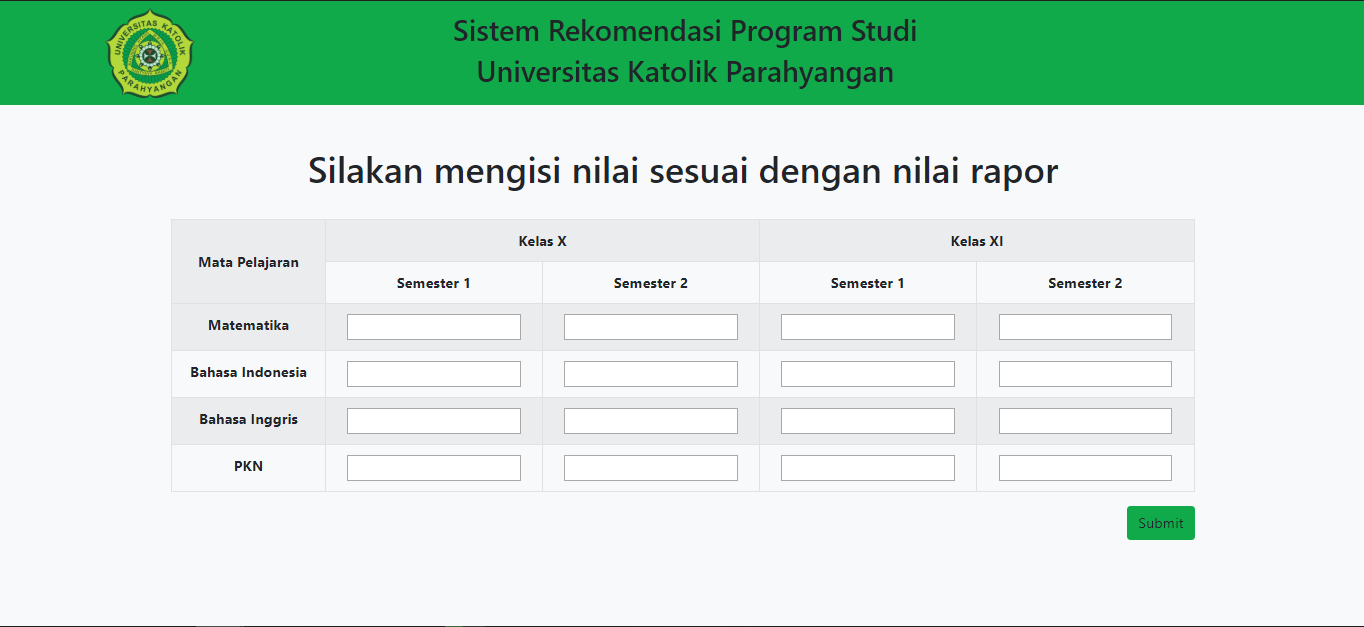 UNIVERSITAS KATOLIK
PARAHYANGAN
Sistem Rekomendasi Program Studi
Universitas Katolik Parahyangan
Silakan mengisi nilai sesuai dengan nilai rapor
Mata Pelajaran
Kelas X
Kelas XI
Semester 1
Semester 2
Semester 1
Semester 2
Matematika
Bahasa Indonesia
Bahasa Inggris
PKN
Submit